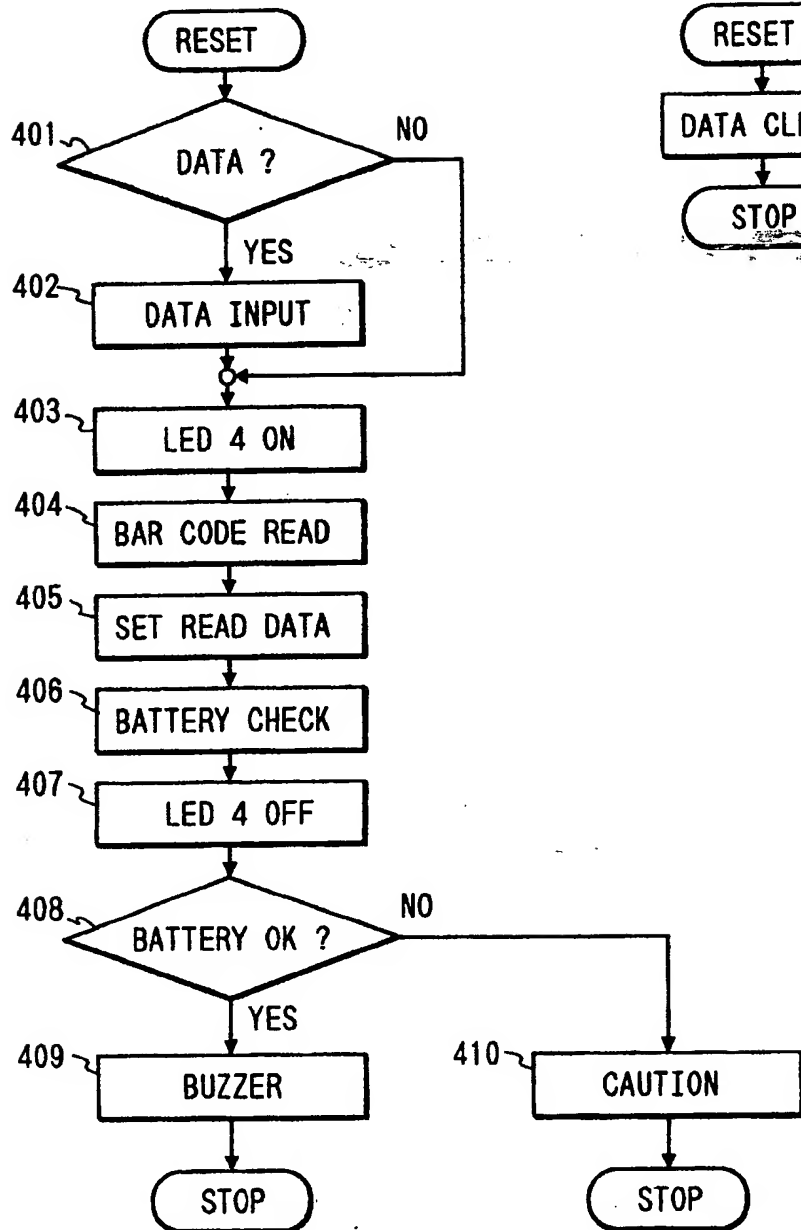 RESET
401
DATA ?
NO
YES
402
DATA INPUT
403
LED 4 ON
404
BAR CODE READ
405
SET READ DATA
406
BATTERY CHECK
407
LED 4 OFF
408
BATTERY OK ?
NO
YES
409
BUZZER
STOP
410
CAUTION
STOP
RESET
DATA
STOP